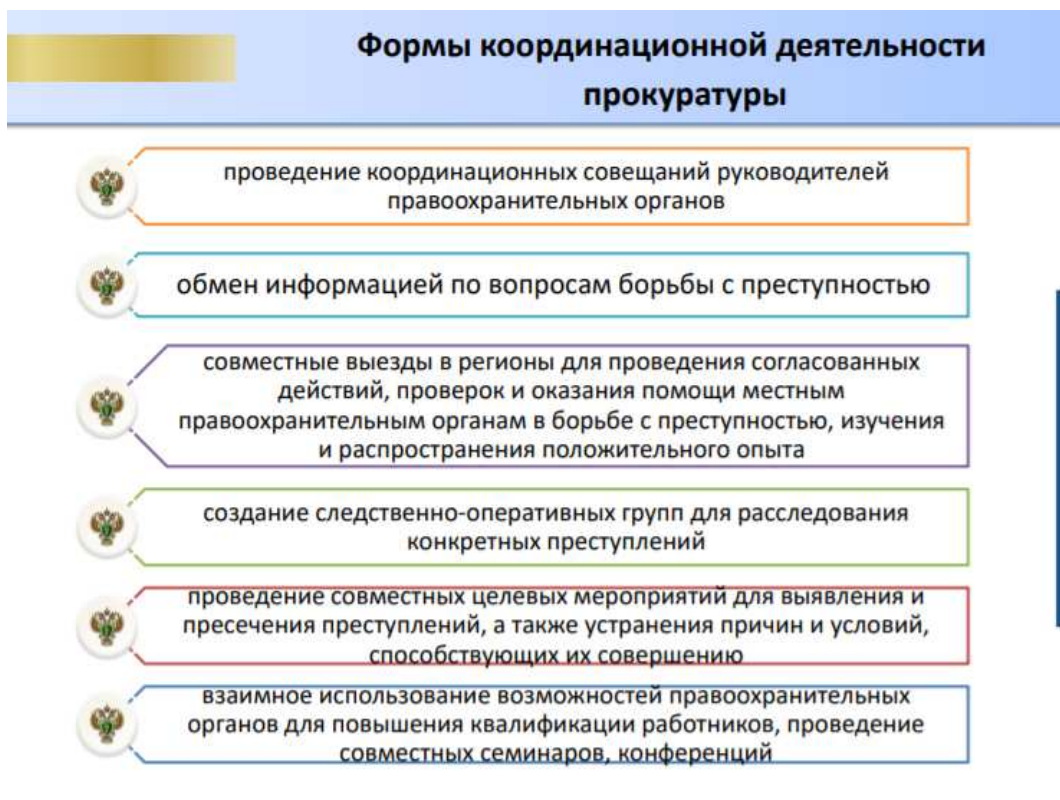 Формы координационной деятельности
прокуратуры
проведение координационных совещаний руководителей
правоохранительных органов
обмен информацией по вопросам борьбы с преступностью
совместные выезды в регионы для проведения согласованных
действий, проверок и оказания помощи местным
правоохранительным органам в борьбе с преступностью, изучения
и распространения положительного опыта
создание следственно-оперативных групп для расследования
конкретных преступлений
проведение совместных целевых мероприятий для выявления и
пресечения преступлений, а также устранения причин и условий,
способствующих их совершению
взаимное использование возможностей правоохранительных
органов для повышения квалификации работников, проведение
совместных семинаров, конференций